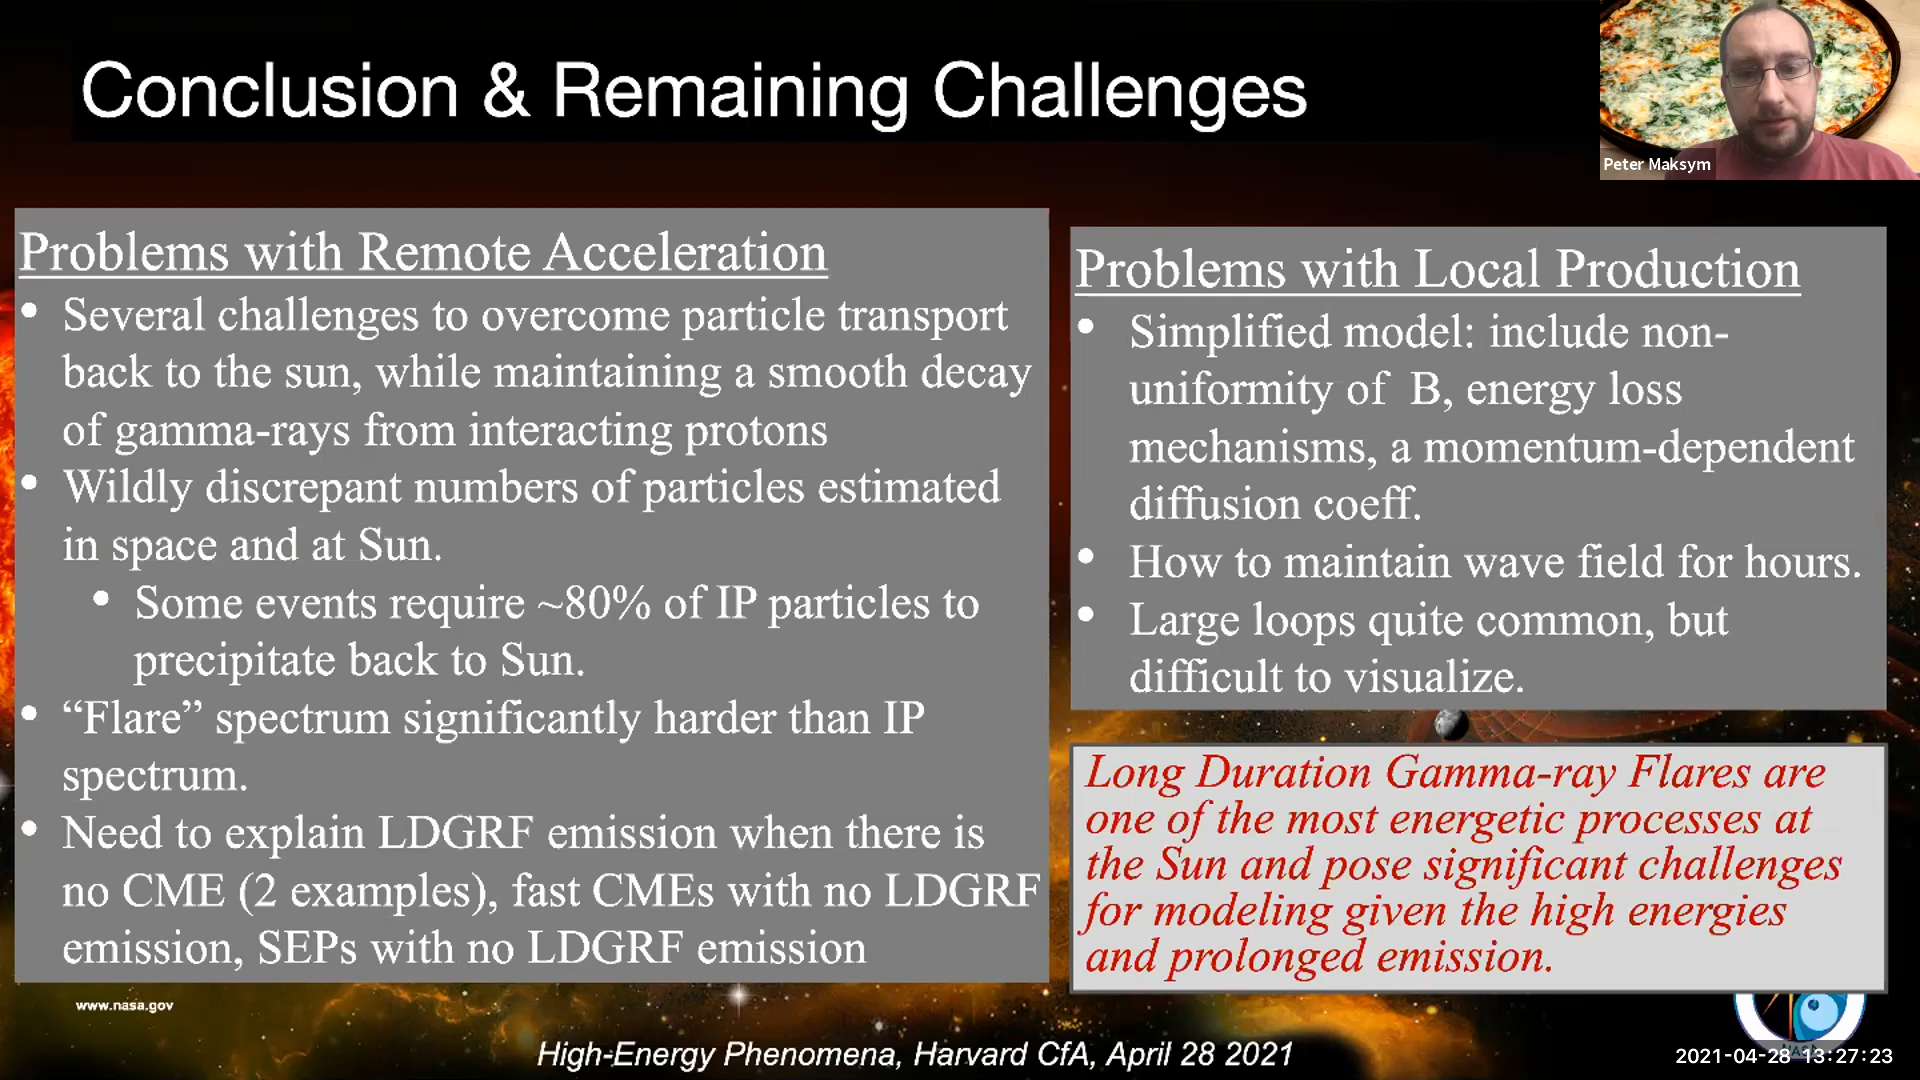 Conclusion & Remaining Challenges
Peter Maksym
Problems with Remote Acceleration
• Several challenges to overcome particle transport
back to the sun, while maintaining a smooth decay
of gamma-rays from interacting protons
• Wildly discrepant numbers of particles estimated
in space and at Sun.
• Some events require ~80% of IP particles to
precipitate back to Sun.
• “Flare” spectrum significantly harder than IP
spectrum.
• Need to explain LDGRF emission when there is
no CME (2 examples), fast CMEs with no LDGRF
emission, SEPs with no LDGRF emission
Problems with Local Production
• Simplified model: include non-
uniformity of B, energy loss
mechanisms, a momentum-dependent
diffusion coeff.
• How to maintain wave field for hours.
• Large loops quite common, but
difficult to visualize.
Long Duration Gamma-ray Flares are
one of the most energetic processes at
the Sun and pose significant challenges
for modeling given the high energies
and prolonged emission.
www.nasa.gov
High-Energy Phenomena, Harvard CfA, April 28 2021
2021-04-28 13:27:23